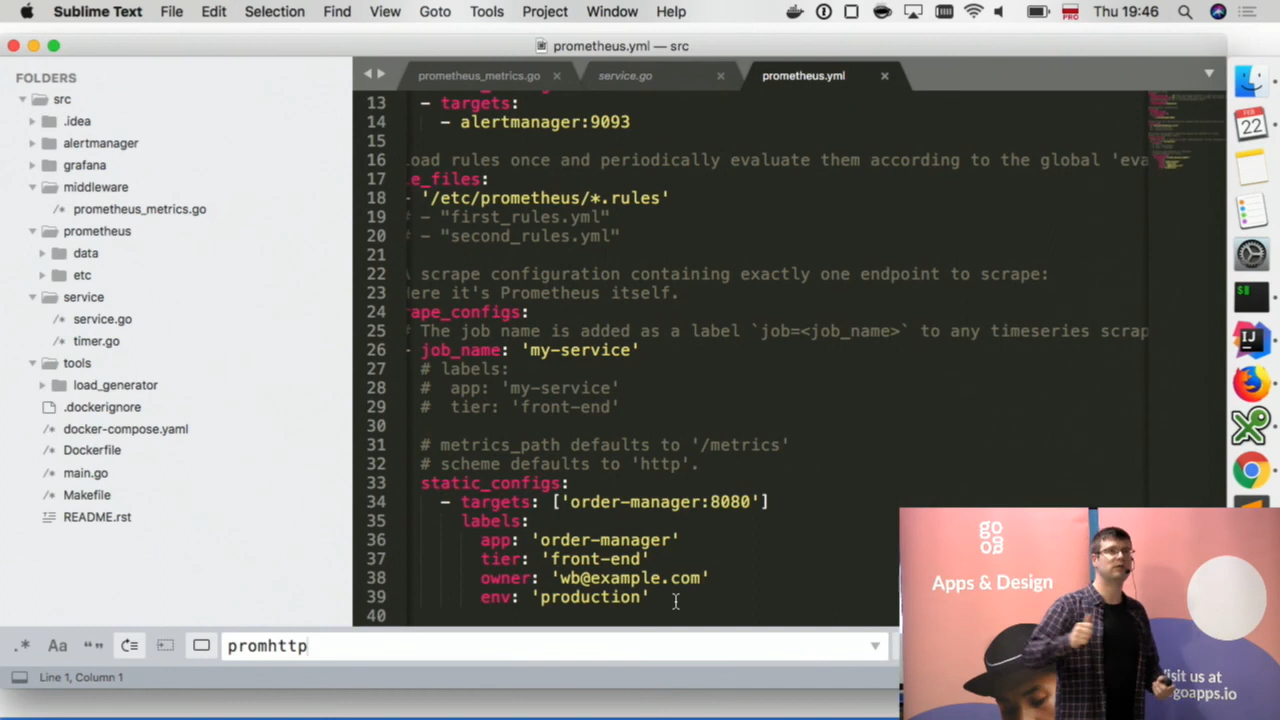 Sublime Text File Edit Selection Find View Goto Tools Project Window Help Thu 19:46
prometheus.yml — src
FOLDERS
src
.idea
alertmanager
grafana
middleware
prometheus_metrics.go
prometheus
data
etc
service
service.go
timer.go
tools
load_generator
.dockerignore
docker-compose.yaml
Dockerfile
main.go
Makefile
README.rst
prometheus_metrics.go service.go prometheus.yml
13 - targets:
14 - alertmanager:9093
15
16 oad rules once and periodically evaluate them according to the global 'eva
17 e_files:
18 - '/etc/prometheus/*.rules'
19 # - "first_rules.yml"
20 # - "second_rules.yml"
21
22 scrape configuration containing exactly one endpoint to scrape:
23 ere it's Prometheus itself.
24 ape_configs:
25 # The job name is added as a label `job=<job_name>` to any timeseries scrap
26 - job_name: 'my-service'
27 # labels:
28 # app: 'my-service'
29 # tier: 'front-end'
30
31 # metrics_path defaults to '/metrics'
32 # scheme defaults to 'http'.
33 static_configs:
34 - targets: ['order-manager:8080']
35 labels:
36 app: 'order-manager'
37 tier: 'front-end'
38 owner: 'wb@example.com'
39 env: 'production'
40
.* Aa “” promhttp
Line 1, Column 1
FEB
22
$
IJ
go
Apps & Design
isit us at
goapps.io